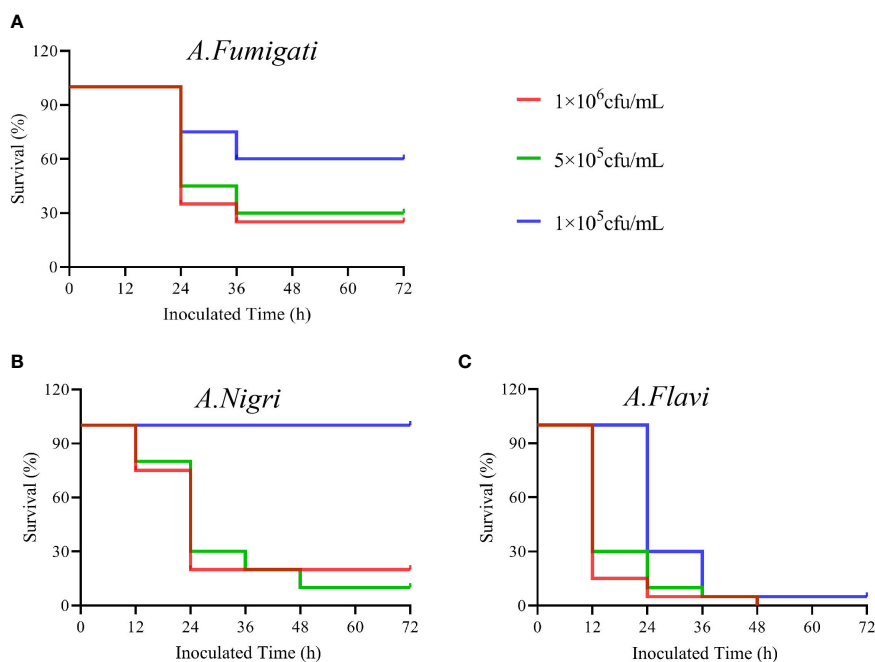 A
A.Fumigati
120
90
60
30
0
Survival (%)
0 12 24 36 48 60 72
Inoculated Time (h)
1×10⁶cfu/mL
5×10⁵cfu/mL
1×10⁵cfu/mL
B
A.Nigri
120
90
60
30
0
Survival (%)
0 12 24 36 48 60 72
Inoculated Time (h)
C
A.Flavi
120
90
60
30
0
Survival (%)
0 12 24 36 48 60 72
Inoculated Time (h)